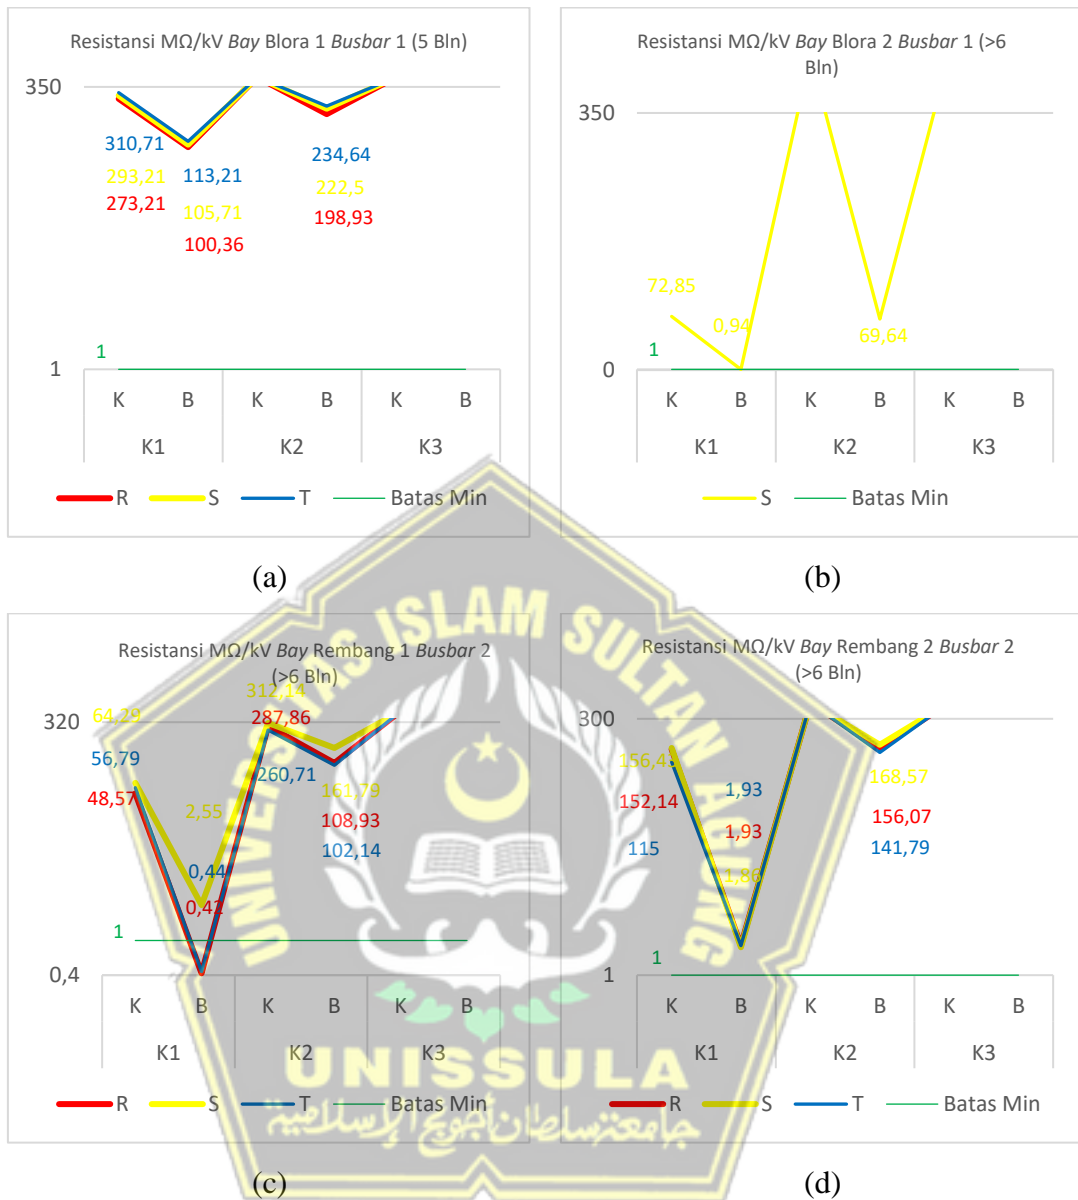 Resistansi MΩ/kV Bay Blora 1 Busbar 1 (5 Bln)
350
310,71
293,21
273,21
113,21
105,71
100,36
234,64
222,5
198,93
1
1
K B K B K B
K1 K2 K3
R S T Batas Min
(a)
Resistansi MΩ/kV Bay Blora 2 Busbar 1 (>6
Bln)
350
72,85
0,94
69,64
1
0
K B K B K B
K1 K2 K3
S Batas Min
(b)
Resistansi MΩ/kV Bay Rembang 1 Busbar 2
(>6 Bln)
320
64,29
56,79
48,57
2,55
0,44
0,42
312,14
287,86
260,71
161,79
108,93
102,14
1
0,4
K B K B K B
K1 K2 K3
R S T Batas Min
(c)
Resistansi MΩ/kV Bay Rembang 2 Busbar 2
(>6 Bln)
300
152,14
115
1,93
1,93
1,86
168,57
156,07
141,79
1
1
K B K B K B
K1 K2 K3
R S T Batas Min
(d)
UNIVERSITAS ISLAM SULTAN AGUNG
UNISSULA
جامعتسلطان أجونج الإسلامية